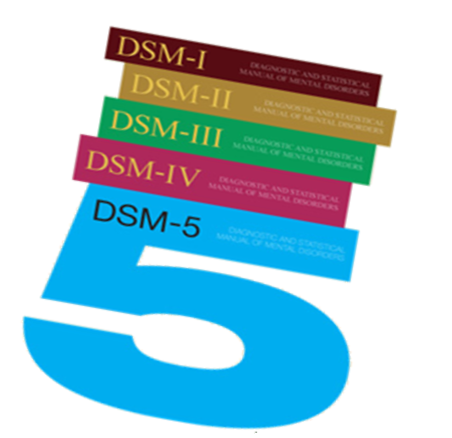 DSM-I
DIAGNOSTIC AND STATISTICAL
MANUAL OF MENTAL DISORDERS
DSM-II
DIAGNOSTIC AND STATISTICAL
MANUAL OF MENTAL DISORDERS
DSM-III
DIAGNOSTIC AND STATISTICAL
MANUAL OF MENTAL DISORDERS
DSM-IV
DIAGNOSTIC AND STATISTICAL
MANUAL OF MENTAL DISORDERS
DSM-5
DIAGNOSTIC AND STATISTICAL
MANUAL OF MENTAL DISORDERS
5